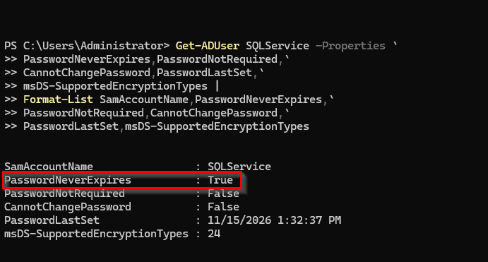 PS C:\Users\Administrator> Get-ADUser SQLService -Properties `
>> PasswordNeverExpires,PasswordNotRequired,`
>> CannotChangePassword,PasswordLastSet,`
>> msDS-SupportedEncryptionTypes |
>> Format-List SamAccountName,PasswordNeverExpires,`
>> PasswordNotRequired,CannotChangePassword,`
>> PasswordLastSet,msDS-SupportedEncryptionTypes
SamAccountName : SQLService
PasswordNeverExpires : True
PasswordNotRequired : False
CannotChangePassword : False
PasswordLastSet : 11/15/2026 1:32:37 PM
msDS-SupportedEncryptionTypes : 24